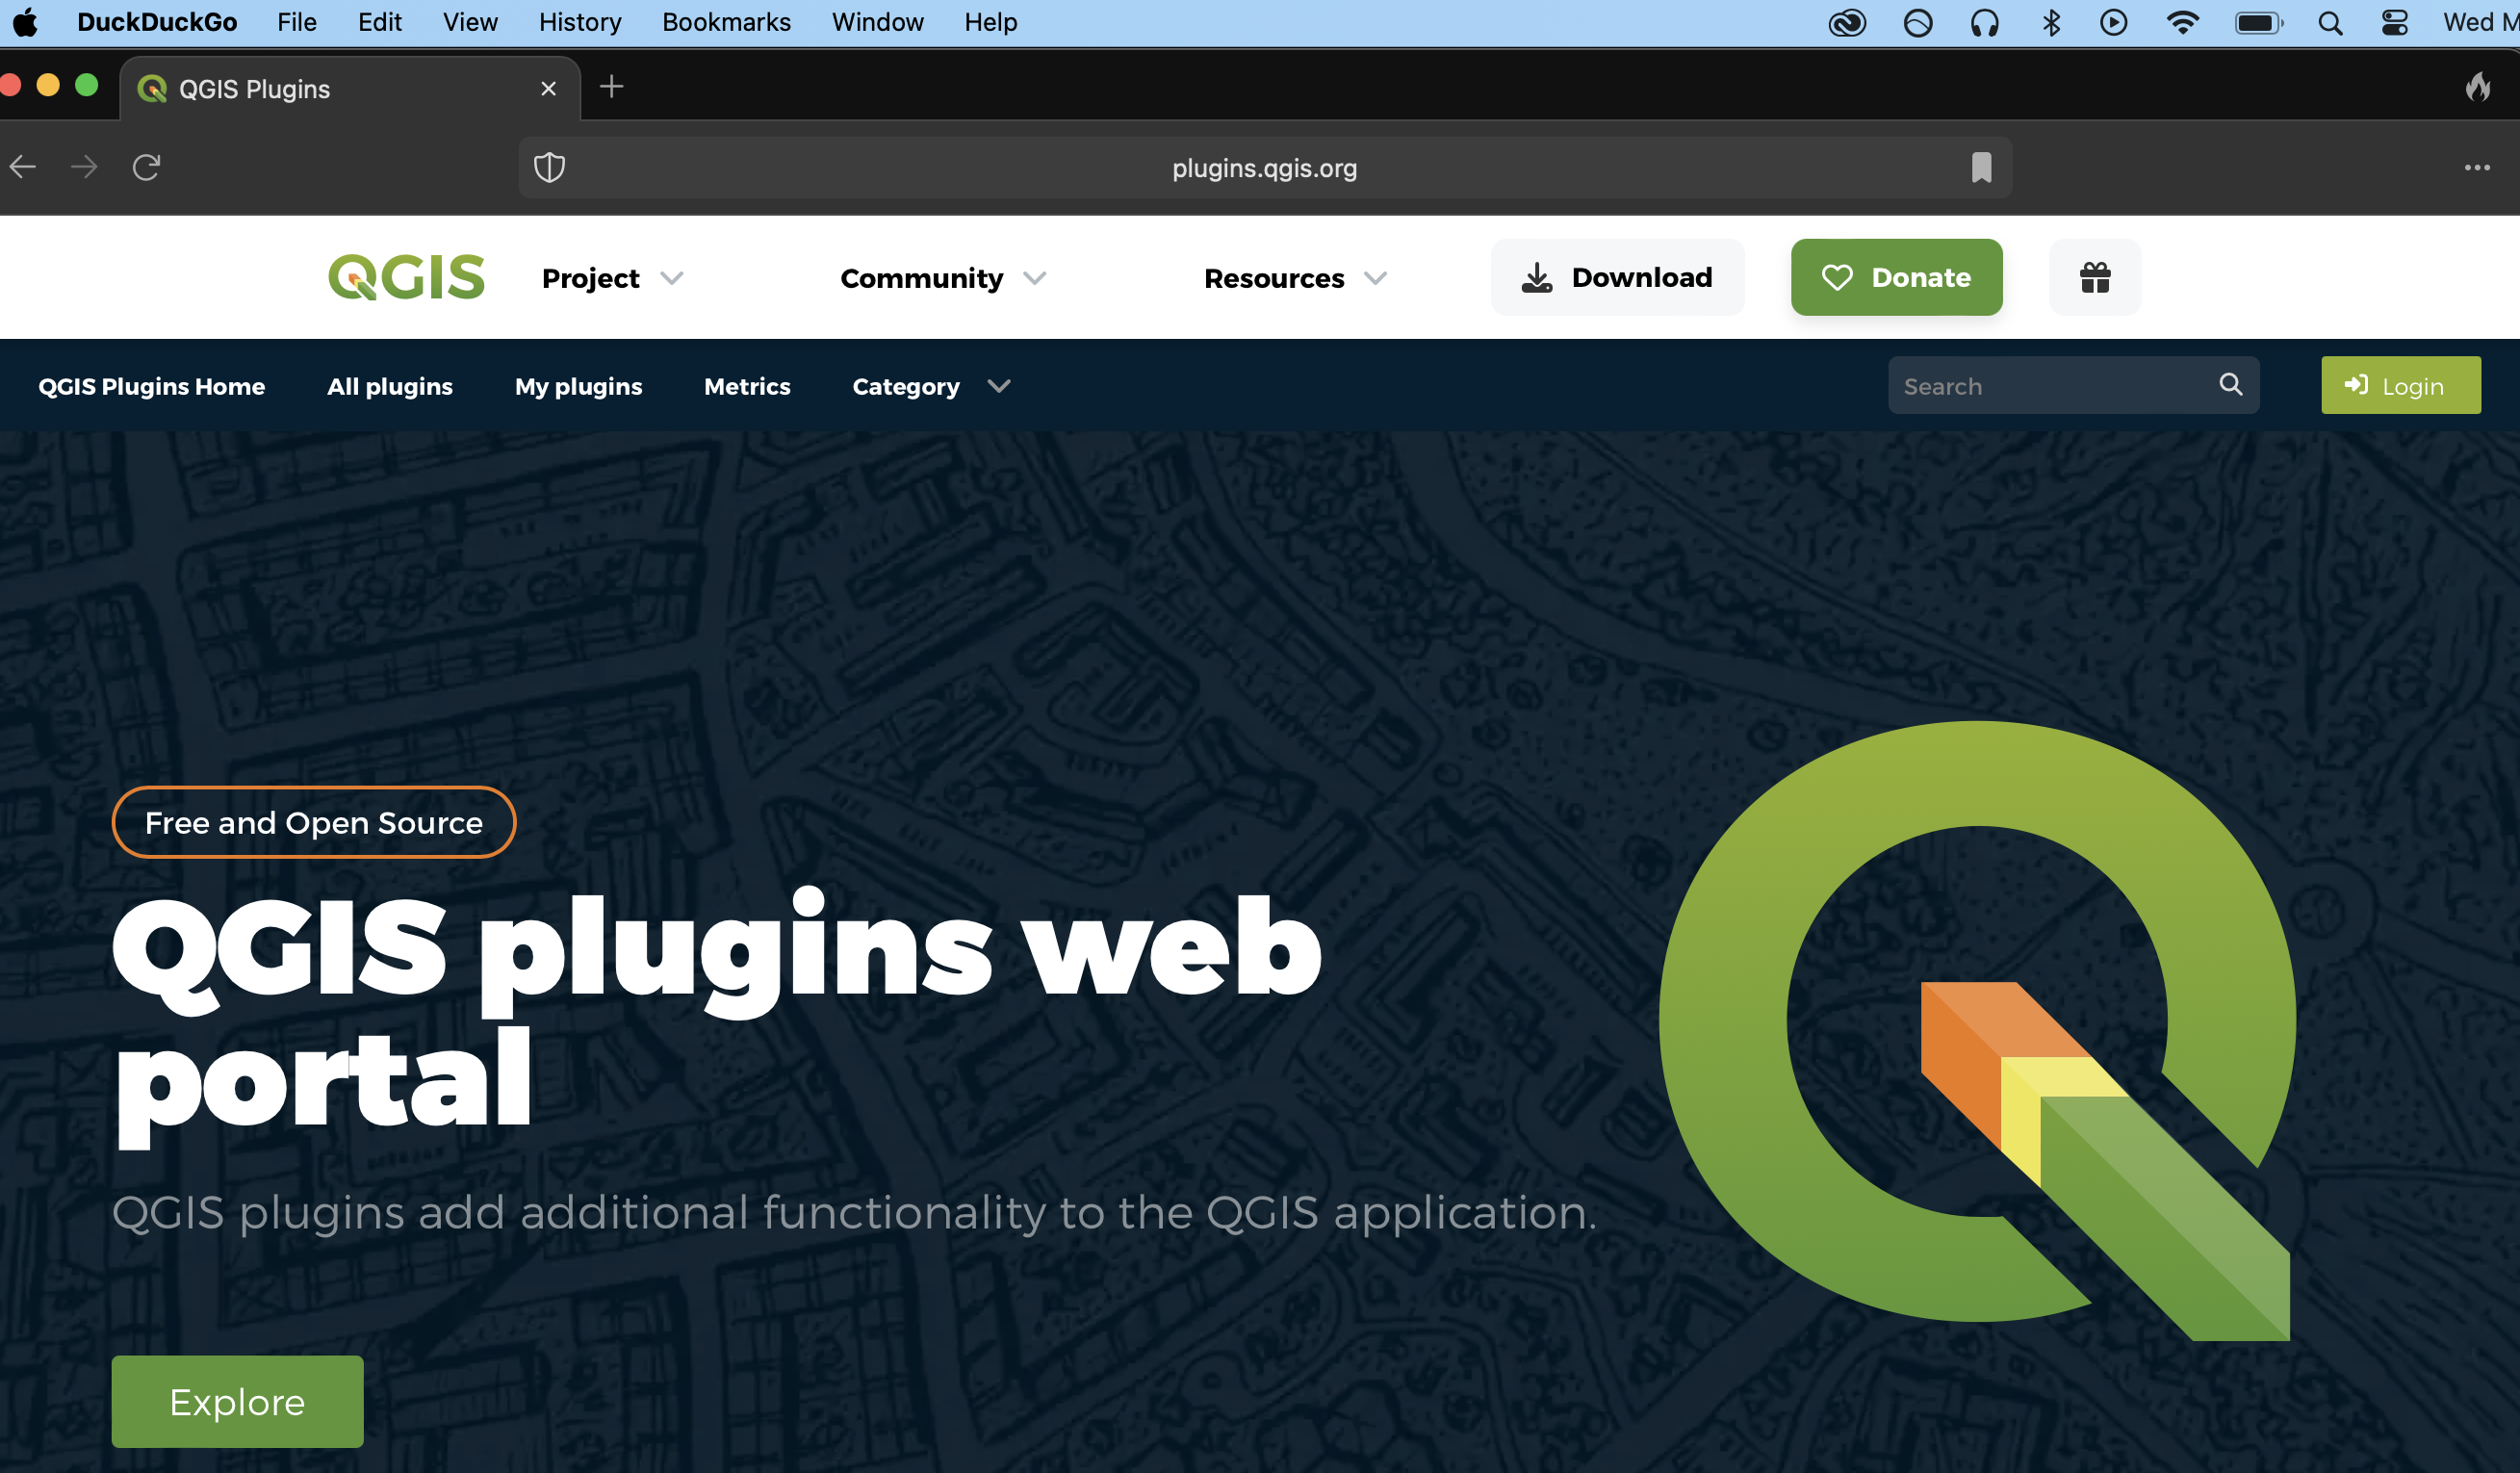 DuckDuckGo File Edit View History Bookmarks Window Help Wed M
QGIS Plugins
plugins.qgis.org
QGIS Project Community Resources Download Donate
QGIS Plugins Home All plugins My plugins Metrics Category Search Login
Free and Open Source
QGIS plugins web
portal
QGIS plugins add additional functionality to the QGIS application.
Explore